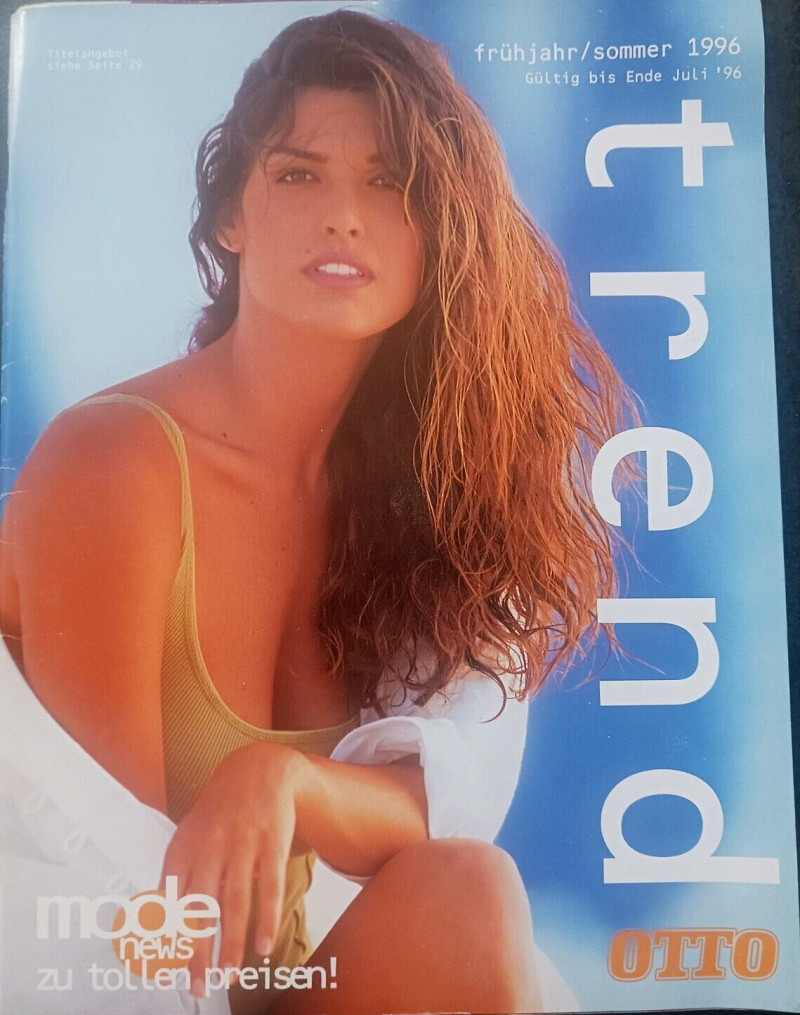 Titelangebot
siehe Seite 29
frühjahr/sommer 1996
Gültig bis Ende Juli '96
trend
mode
news
zu tollen preisen!
OTTO